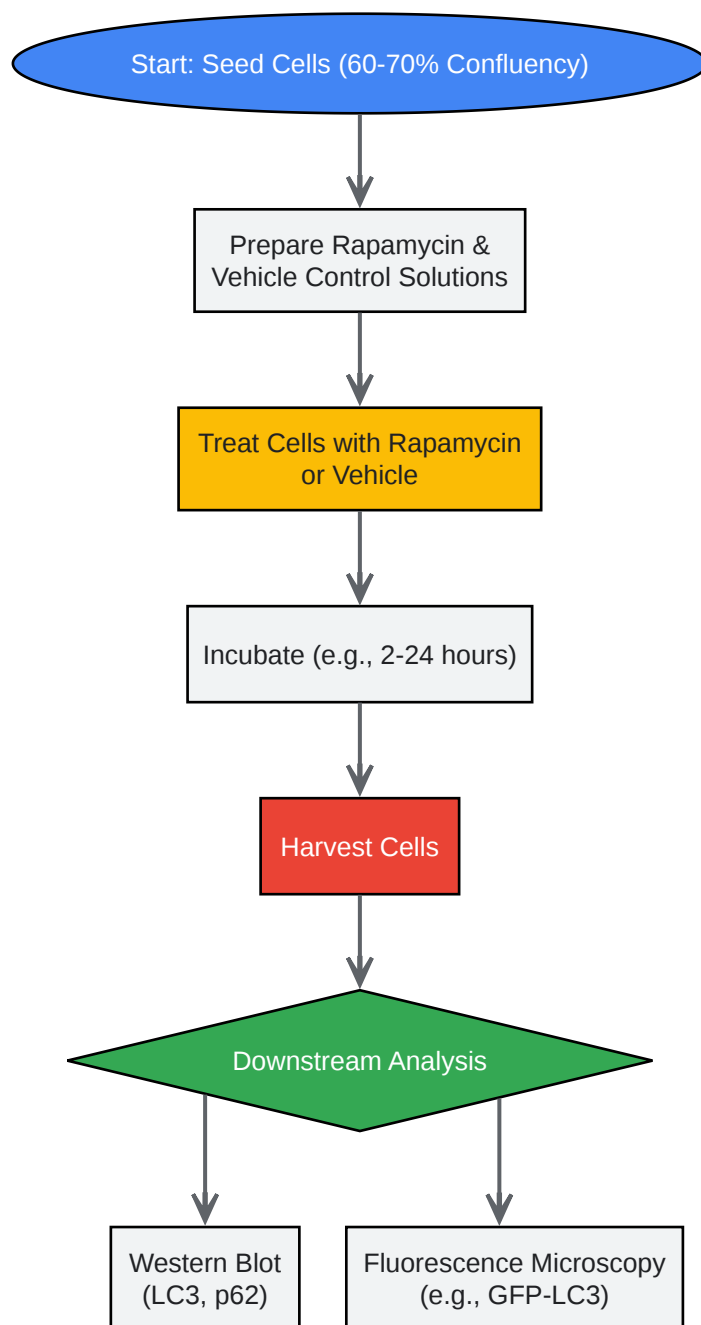 Start: Seed Cells (60-70% Confluency)
Prepare Rapamycin &
Vehicle Control Solutions
Treat Cells with Rapamycin
or Vehicle
Incubate (e.g., 2-24 hours)
Harvest Cells
Downstream Analysis
Western Blot
(LC3, p62)
Fluorescence Microscopy
(e.g., GFP-LC3)